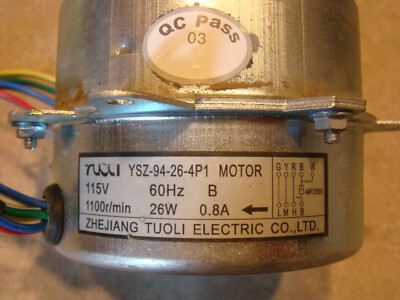 QC Pass
03
TUOLI YSZ-94-26-4P1 MOTOR
115V 60Hz B
1100r/min 26W 0.8A ←
ZHEJIANG TUOLI ELECTRIC CO.,LTD.
G Y R B W
L M H B